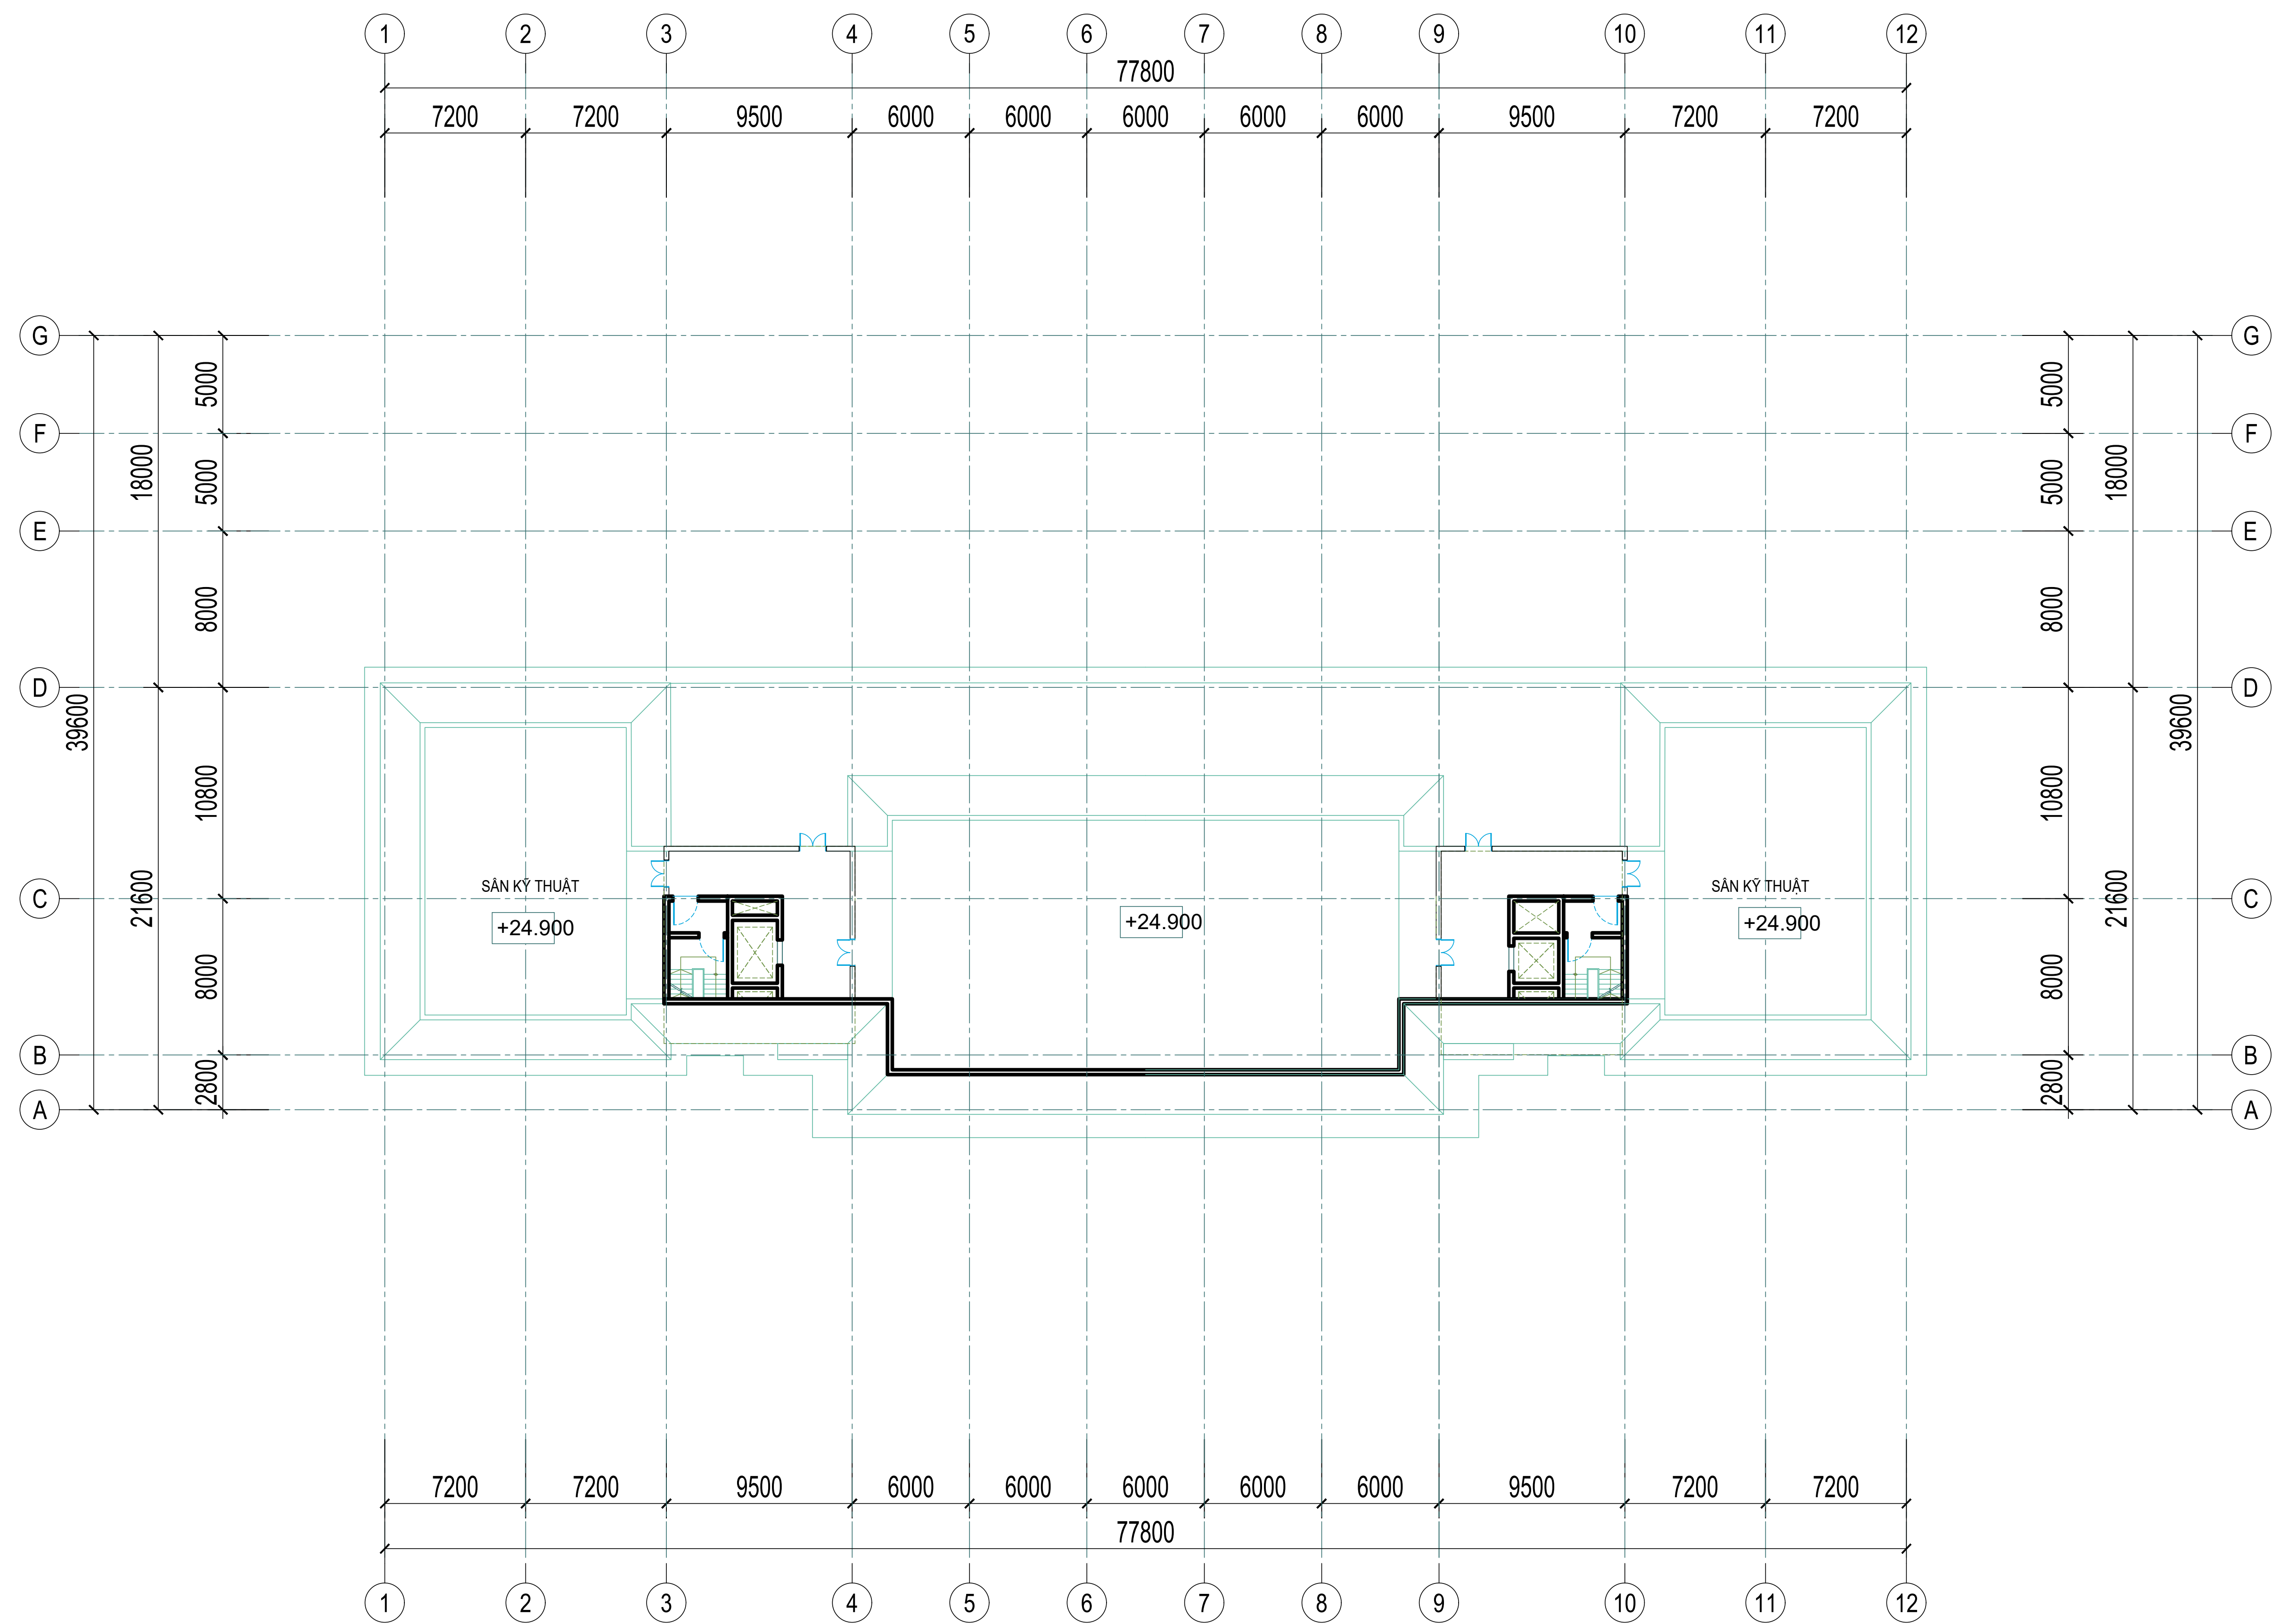 1 2 3 4 5 6 7 8 9 10 11 12
77800
7200 7200 9500 6000 6000 6000 6000 6000 9500 7200 7200
G G
5000 5000
F F
18000 18000
5000 5000
E E
8000 8000
D D
39600 39600
10800 10800
SÂN KỸ THUẬT SÂN KỸ THUẬT
C C
21600 21600
+24.900 +24.900 +24.900
8000 8000
B B
2800 2800
A A
7200 7200 9500 6000 6000 6000 6000 6000 9500 7200 7200
77800
1 2 3 4 5 6 7 8 9 10 11 12